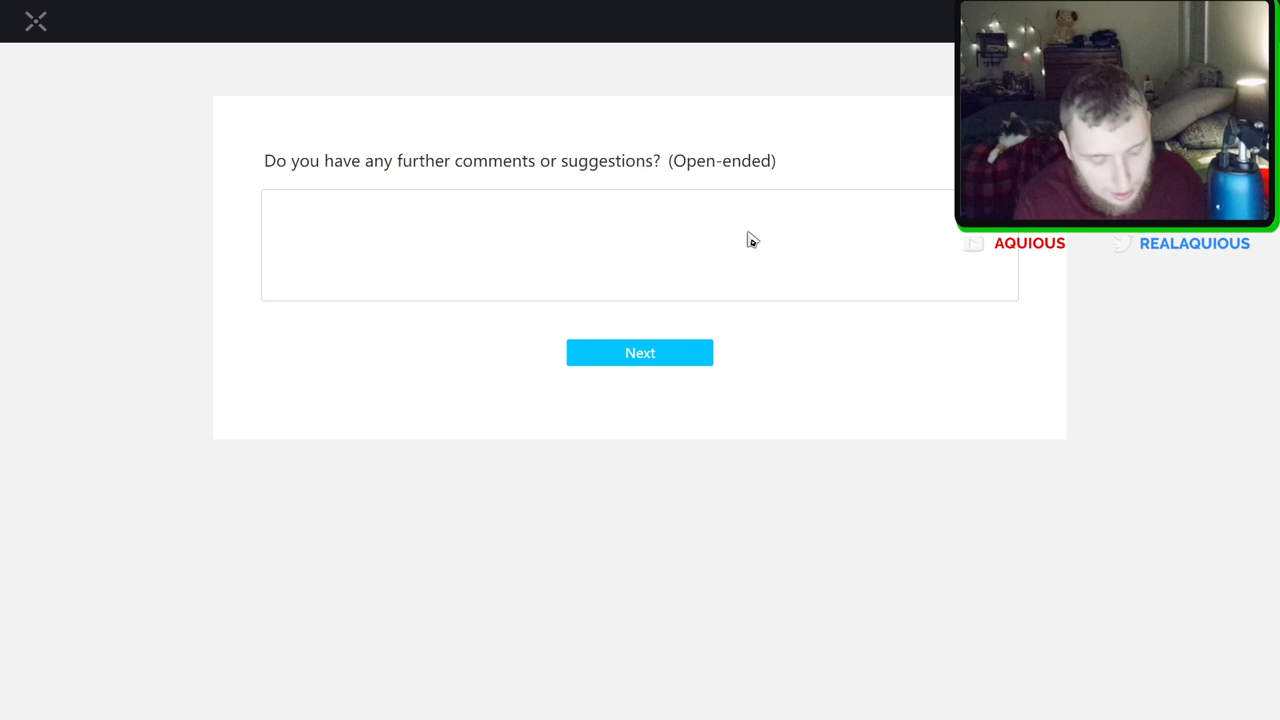 Do you have any further comments or suggestions? (Open-ended)
AQUIOUS
REALAQUIOUS
Next